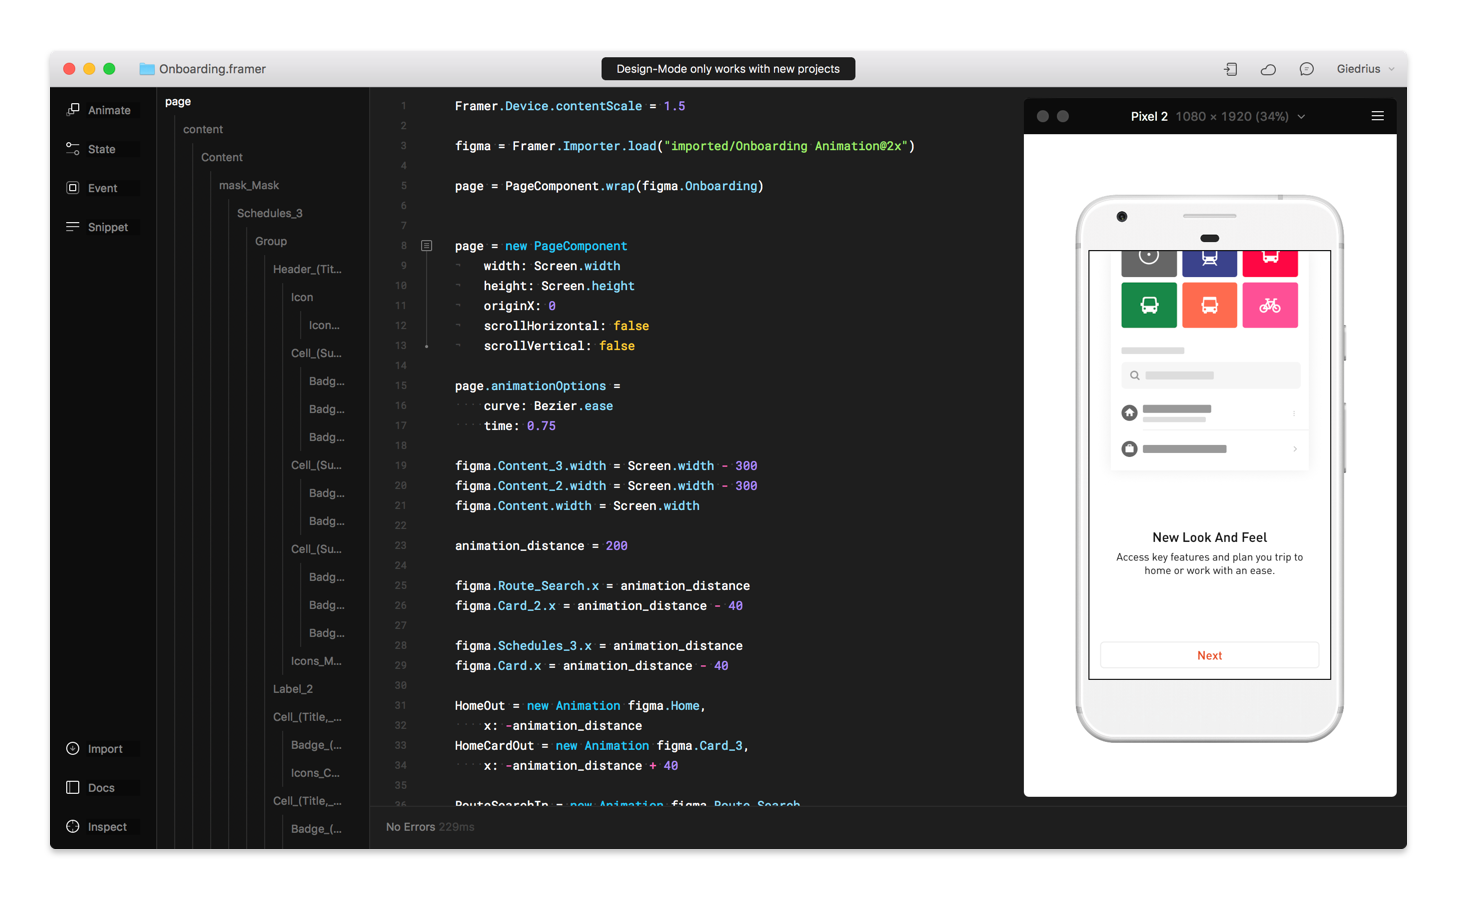 Onboarding.framer
Design-Mode only works with new projects
Giedrius
Animate
State
Event
Snippet
Import
Docs
Inspect
page
content
Content
mask_Mask
Schedules_3
Group
Header_(Tit...
Icon
Icon...
Cell_(Su...
Badg...
Badg...
Badg...
Cell_(Su...
Badg...
Badg...
Cell_(Su...
Badg...
Badg...
Badg...
Icons_M...
Label_2
Cell_(Title,_...
Badge_(...
Icons_C...
Cell_(Title,_...
Badge_(...
1 Framer.Device.contentScale = 1.5
2
3 figma = Framer.Importer.load("imported/Onboarding Animation@2x")
4
5 page = PageComponent.wrap(figma.Onboarding)
6
7
8 page = new PageComponent
9 width: Screen.width
10 height: Screen.height
11 originX: 0
12 scrollHorizontal: false
13 scrollVertical: false
14
15 page.animationOptions =
16 curve: Bezier.ease
17 time: 0.75
18
19 figma.Content_3.width = Screen.width - 300
20 figma.Content_2.width = Screen.width - 300
21 figma.Content.width = Screen.width
22
23 animation_distance = 200
24
25 figma.Route_Search.x = animation_distance
26 figma.Card_2.x = animation_distance - 40
27
28 figma.Schedules_3.x = animation_distance
29 figma.Card.x = animation_distance - 40
30
31 HomeOut = new Animation figma.Home,
32 x: -animation_distance
33 HomeCardOut = new Animation figma.Card_3,
34 x: -animation_distance + 40
35
36 RouteSearchIn = new Animation figma.Route_Search,
No Errors 229ms
Pixel 2 1080 × 1920 (34%)
New Look And Feel
Access key features and plan you trip to
home or work with an ease.
Next